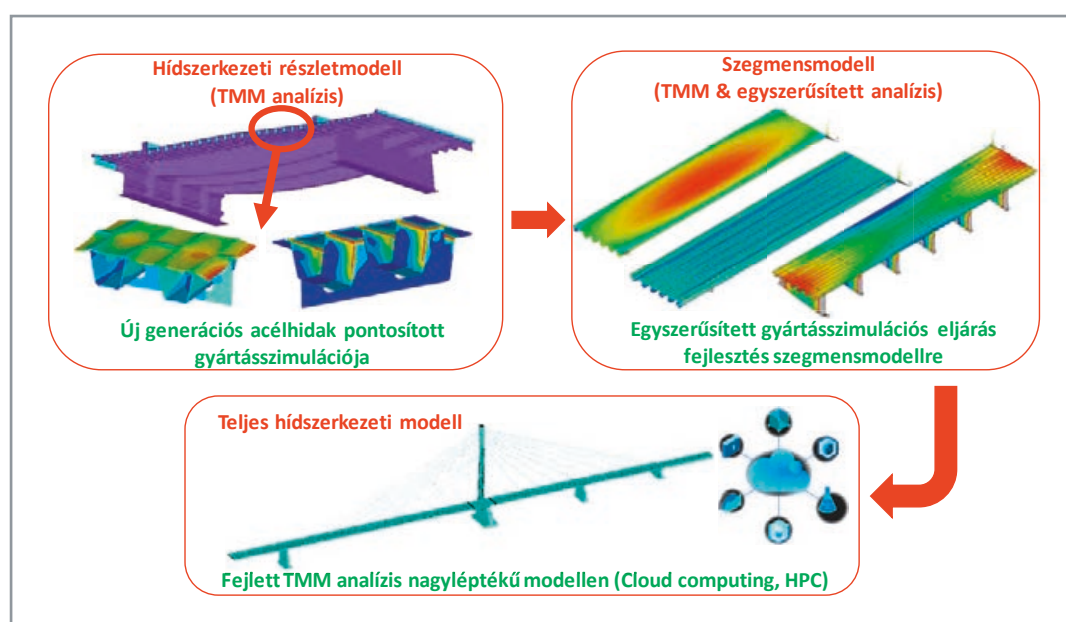 Hídszerkezeti részletmodell
(TMM analízis)
Új generációs acélhidak pontosított
gyártásszimulációja
Szegmensmodell
(TMM & egyszerűsített analízis)
Egyszerűsített gyártásszimulációs eljárás
fejlesztés szegmensmodellre
Teljes hídszerkezeti modell
Fejlett TMM analízis nagyléptékű modellen (Cloud computing, HPC)